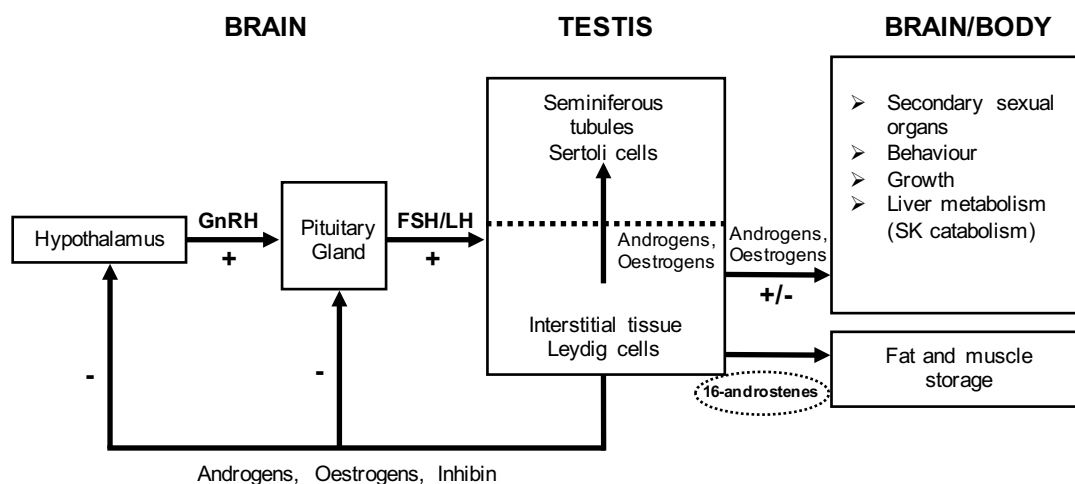 BRAIN
TESTIS
BRAIN/BODY
Hypothalamus
GnRH
+
Pituitary
Gland
FSH/LH
+
Seminiferous
tubules
Sertoli cells
Androgens,
Oestrogens
Interstitial tissue
Leydig cells
Androgens,
Oestrogens
+/-
16-androstenes
➢ Secondary sexual
organs
➢ Behaviour
➢ Growth
➢ Liver metabolism
(SK catabolism)
Fat and muscle
storage
-
-
Androgens, Oestrogens, Inhibin